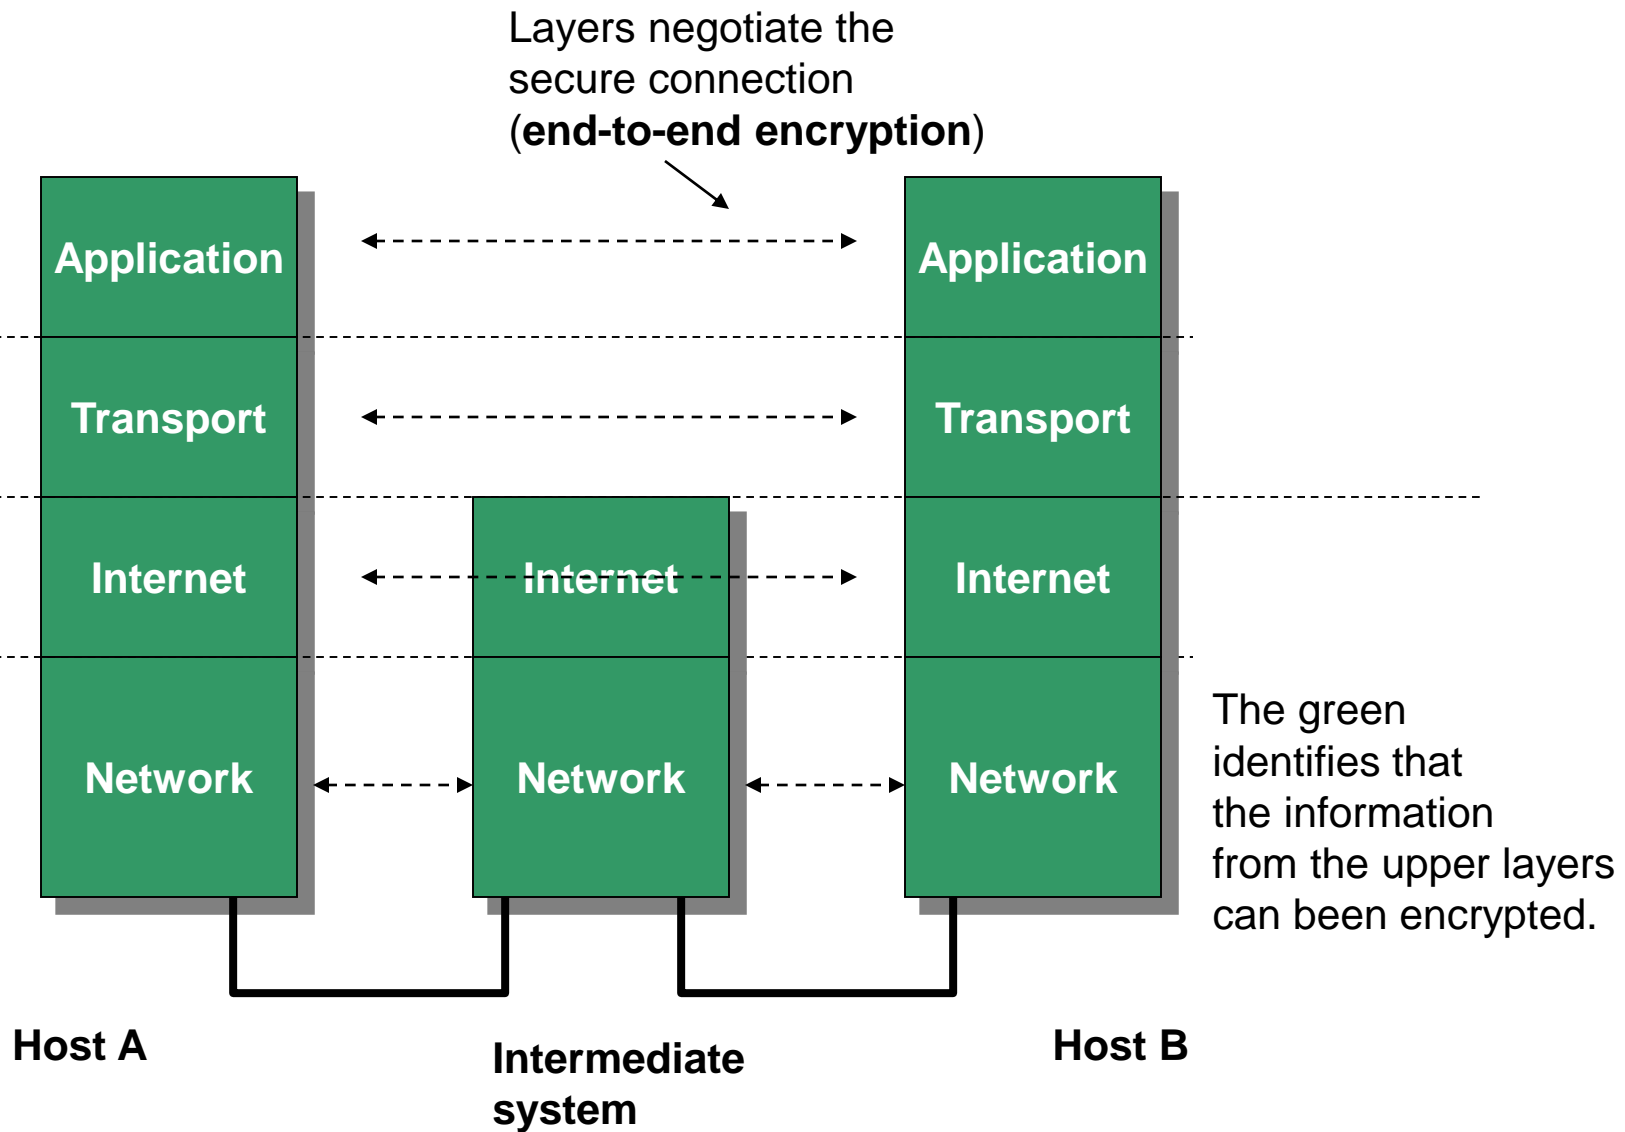 Layers negotiate the
secure connection
(end-to-end encryption)
Application
Application
Transport
Transport
Internet
Internet
Internet
Network
Network
Network
The green
identifies that
the information
from the upper layers
can been encrypted.
Host A
Intermediate
system
Host B